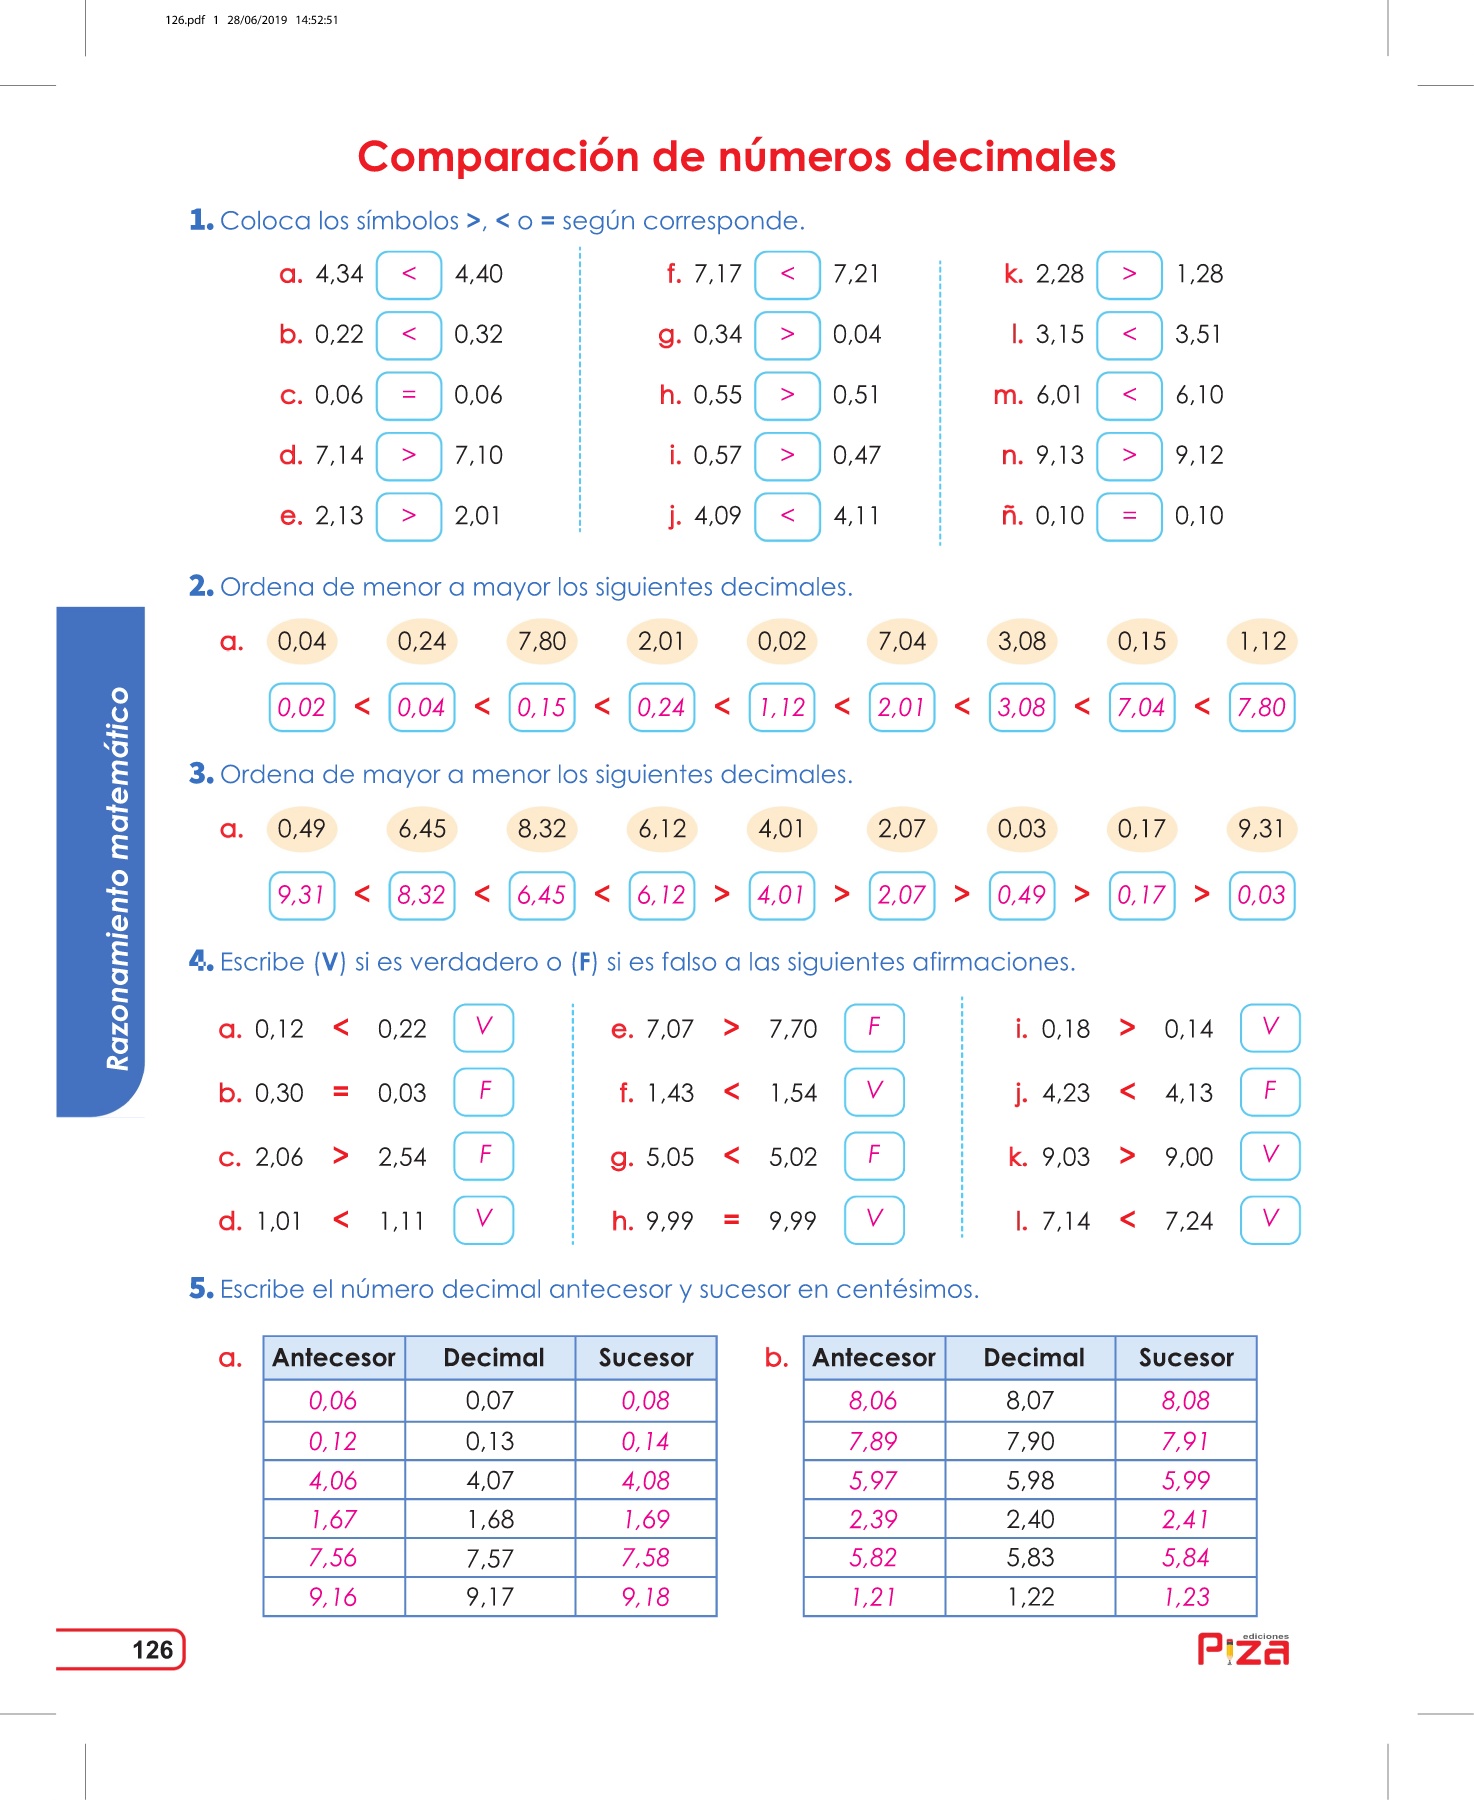 126.pdf 1 28/06/2019 14:52:51
Comparación de números decimales
1. Coloca los símbolos >, < o = según corresponde.
a. 4,34 < 4,40 f. 7,17 < 7,21 k. 2,28 > 1,28
b. 0,22 < 0,32 g. 0,34 > 0,04 l. 3,15 < 3,51
c. 0,06 = 0,06 h. 0,55 > 0,51 m. 6,01 < 6,10
d. 7,14 > 7,10 i. 0,57 > 0,47 n. 9,13 > 9,12
e. 2,13 > 2,01 j. 4,09 < 4,11 ñ. 0,10 = 0,10
2. Ordena de menor a mayor los siguientes decimales.
a. 0,04 0,24 7,80 2,01 0,02 7,04 3,08 0,15 1,12
0,02 < 0,04 < 0,15 < 0,24 < 1,12 < 2,01 < 3,08 < 7,04 < 7,80
3. Ordena de mayor a menor los siguientes decimales.
a. 0,49 6,45 8,32 6,12 4,01 2,07 0,03 0,17 9,31
9,31 < 8,32 < 6,45 < 6,12 > 4,01 > 2,07 > 0,49 > 0,17 > 0,03
4. Escribe (V) si es verdadero o (F) si es falso a las siguientes afirmaciones.
a. 0,12 < 0,22 V e. 7,07 > 7,70 F i. 0,18 > 0,14 V
b. 0,30 = 0,03 F f. 1,43 < 1,54 V j. 4,23 < 4,13 F
c. 2,06 > 2,54 F g. 5,05 < 5,02 F k. 9,03 > 9,00 V
d. 1,01 < 1,11 V h. 9,99 = 9,99 V l. 7,14 < 7,24 V
5. Escribe el número decimal antecesor y sucesor en centésimos.
a. Antecesor Decimal Sucesor b. Antecesor Decimal Sucesor
0,06 0,07 0,08 8,06 8,07 8,08
0,12 0,13 0,14 7,89 7,90 7,91
4,06 4,07 4,08 5,97 5,98 5,99
1,67 1,68 1,69 2,39 2,40 2,41
7,56 7,57 7,58 5,82 5,83 5,84
9,16 9,17 9,18 1,21 1,22 1,23
Razonamiento matemático
126
ediciones
Piza